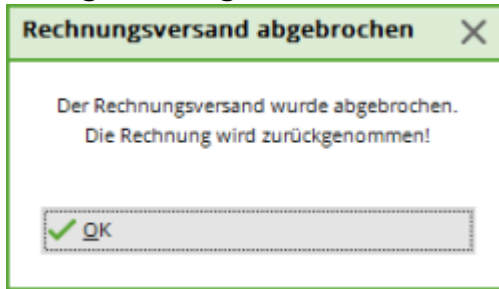 Rechnungsversand abgebrochen
Der Rechnungsversand wurde abgebrochen.
Die Rechnung wird zurückgenommen!
OK